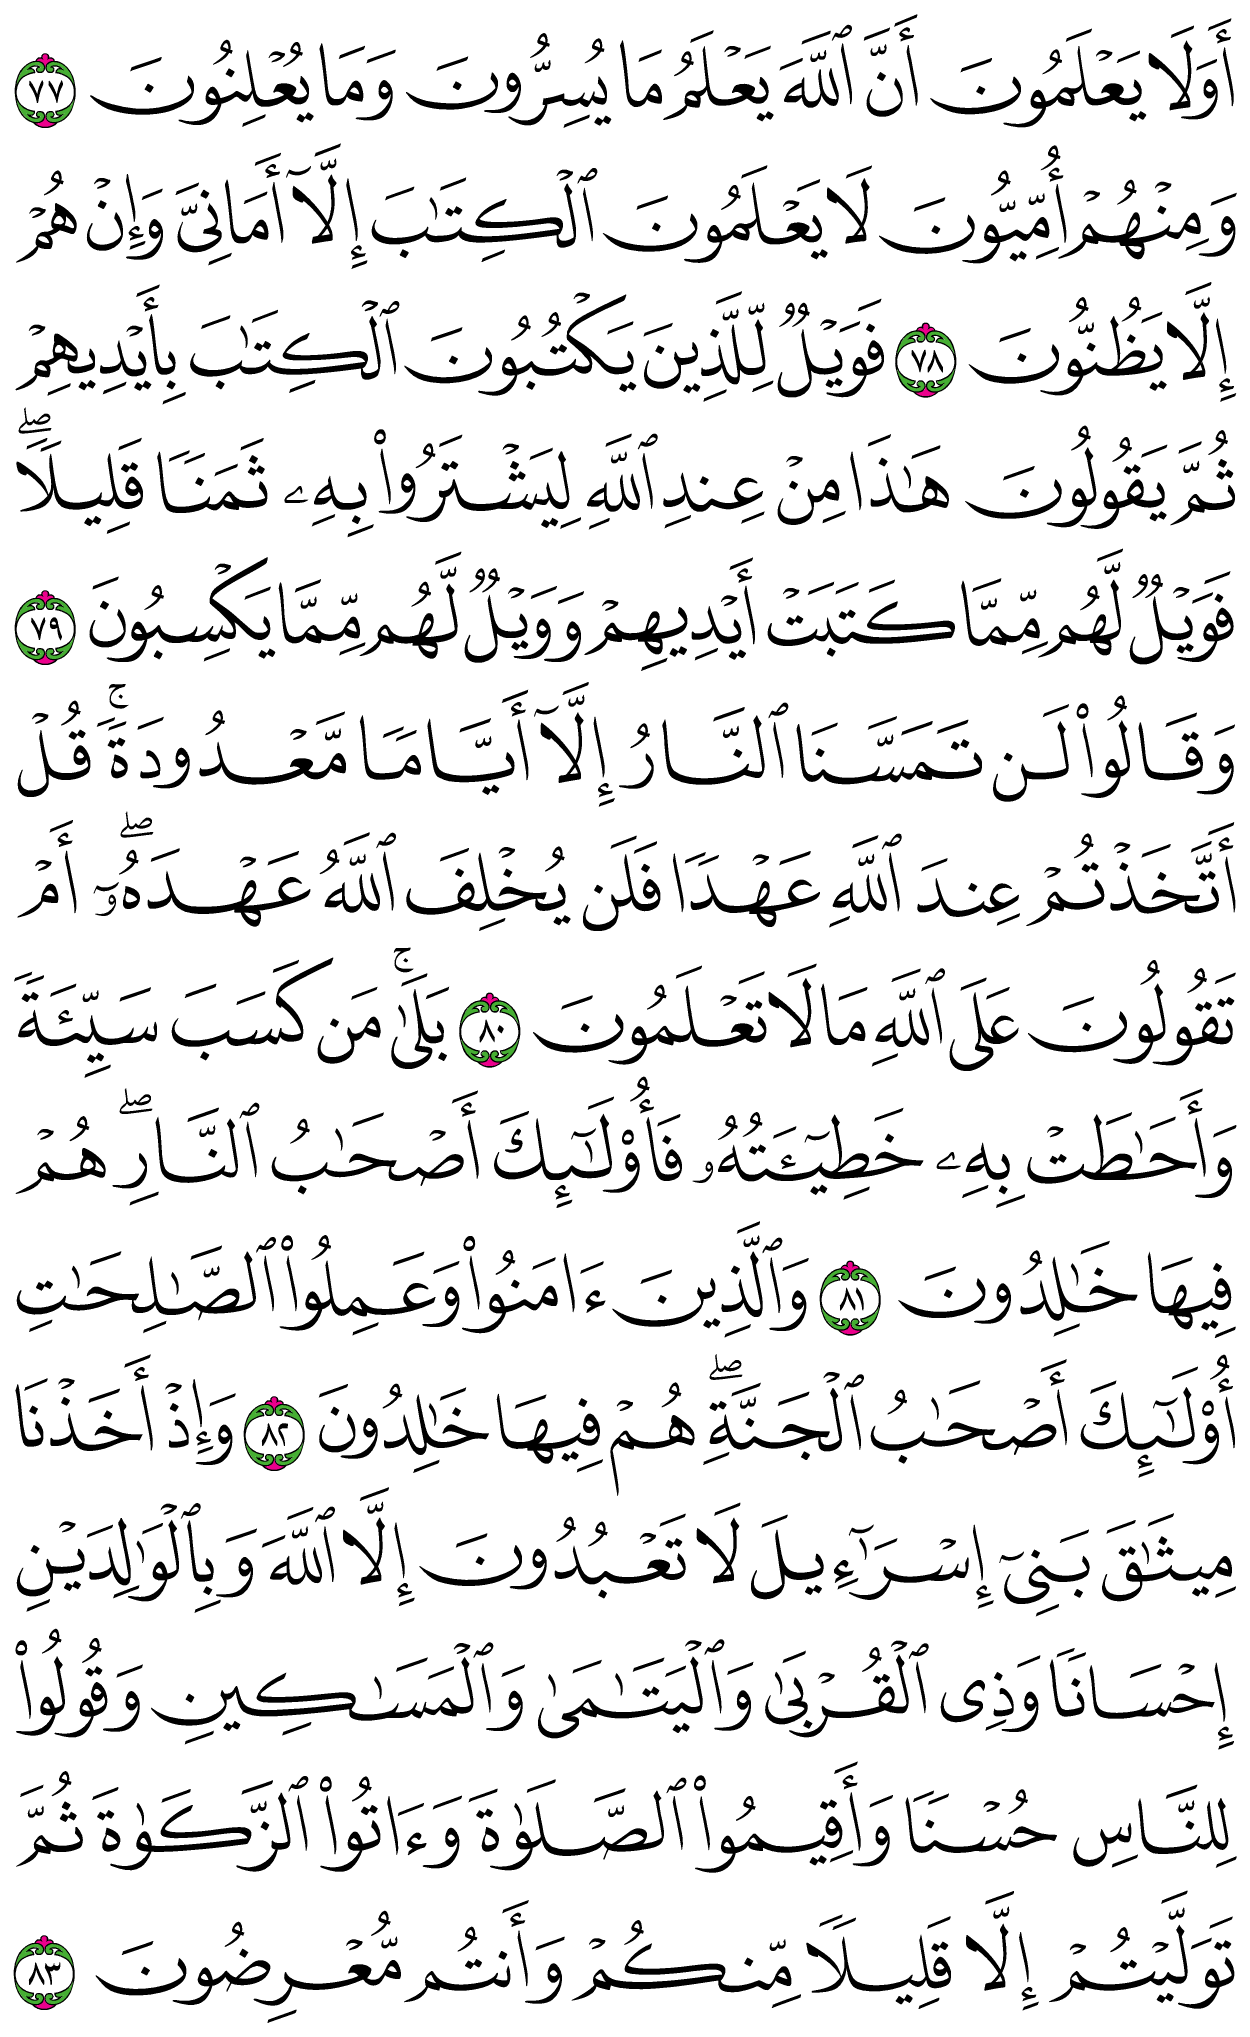 أَوَلَا يَعۡلَمُونَ أَنَّ ٱللَّهَ يَعۡلَمُ مَا يُسِرُّونَ وَمَا يُعۡلِنُونَ ٧٧
وَمِنۡهُمۡ أُمِّيُّونَ لَا يَعۡلَمُونَ ٱلۡكِتَٰبَ إِلَّآ أَمَانِيَّ وَإِنۡ هُمۡ
إِلَّا يَظُنُّونَ ٧٨ فَوَيۡلٞ لِّلَّذِينَ يَكۡتُبُونَ ٱلۡكِتَٰبَ بِأَيۡدِيهِمۡ
ثُمَّ يَقُولُونَ هَٰذَا مِنۡ عِندِ ٱللَّهِ لِيَشۡتَرُواْ بِهِۦ ثَمَنٗا قَلِيلٗاۖ
فَوَيۡلٞ لَّهُم مِّمَّا كَتَبَتۡ أَيۡدِيهِمۡ وَوَيۡلٞ لَّهُم مِّمَّا يَكۡسِبُونَ ٧٩
وَقَالُواْ لَن تَمَسَّنَا ٱلنَّارُ إِلَّآ أَيَّامٗا مَّعۡدُودَةٗۚ قُلۡ
أَتَّخَذۡتُمۡ عِندَ ٱللَّهِ عَهۡدٗا فَلَن يُخۡلِفَ ٱللَّهُ عَهۡدَهُۥٓۖ أَمۡ
تَقُولُونَ عَلَى ٱللَّهِ مَا لَا تَعۡلَمُونَ ٨٠ بَلَىٰۚ مَن كَسَبَ سَيِّئَةٗ
وَأَحَٰطَتۡ بِهِۦ خَطِيٓـَٔتُهُۥ فَأُوْلَٰٓئِكَ أَصۡحَٰبُ ٱلنَّارِۖ هُمۡ
فِيهَا خَٰلِدُونَ ٨١ وَٱلَّذِينَ ءَامَنُواْ وَعَمِلُواْ ٱلصَّٰلِحَٰتِ
أُوْلَٰٓئِكَ أَصۡحَٰبُ ٱلۡجَنَّةِۖ هُمۡ فِيهَا خَٰلِدُونَ ٨٢ وَإِذۡ أَخَذۡنَا
مِيثَٰقَ بَنِيٓ إِسۡرَٰٓءِيلَ لَا تَعۡبُدُونَ إِلَّا ٱللَّهَ وَبِٱلۡوَٰلِدَيۡنِ
إِحۡسَانٗا وَذِي ٱلۡقُرۡبَىٰ وَٱلۡيَتَٰمَىٰ وَٱلۡمَسَٰكِينِ وَقُولُواْ
لِلنَّاسِ حُسۡنٗا وَأَقِيمُواْ ٱلصَّلَوٰةَ وَءَاتُواْ ٱلزَّكَوٰةَ ثُمَّ
تَوَلَّيۡتُمۡ إِلَّا قَلِيلٗا مِّنكُمۡ وَأَنتُم مُّعۡرِضُونَ ٨٣